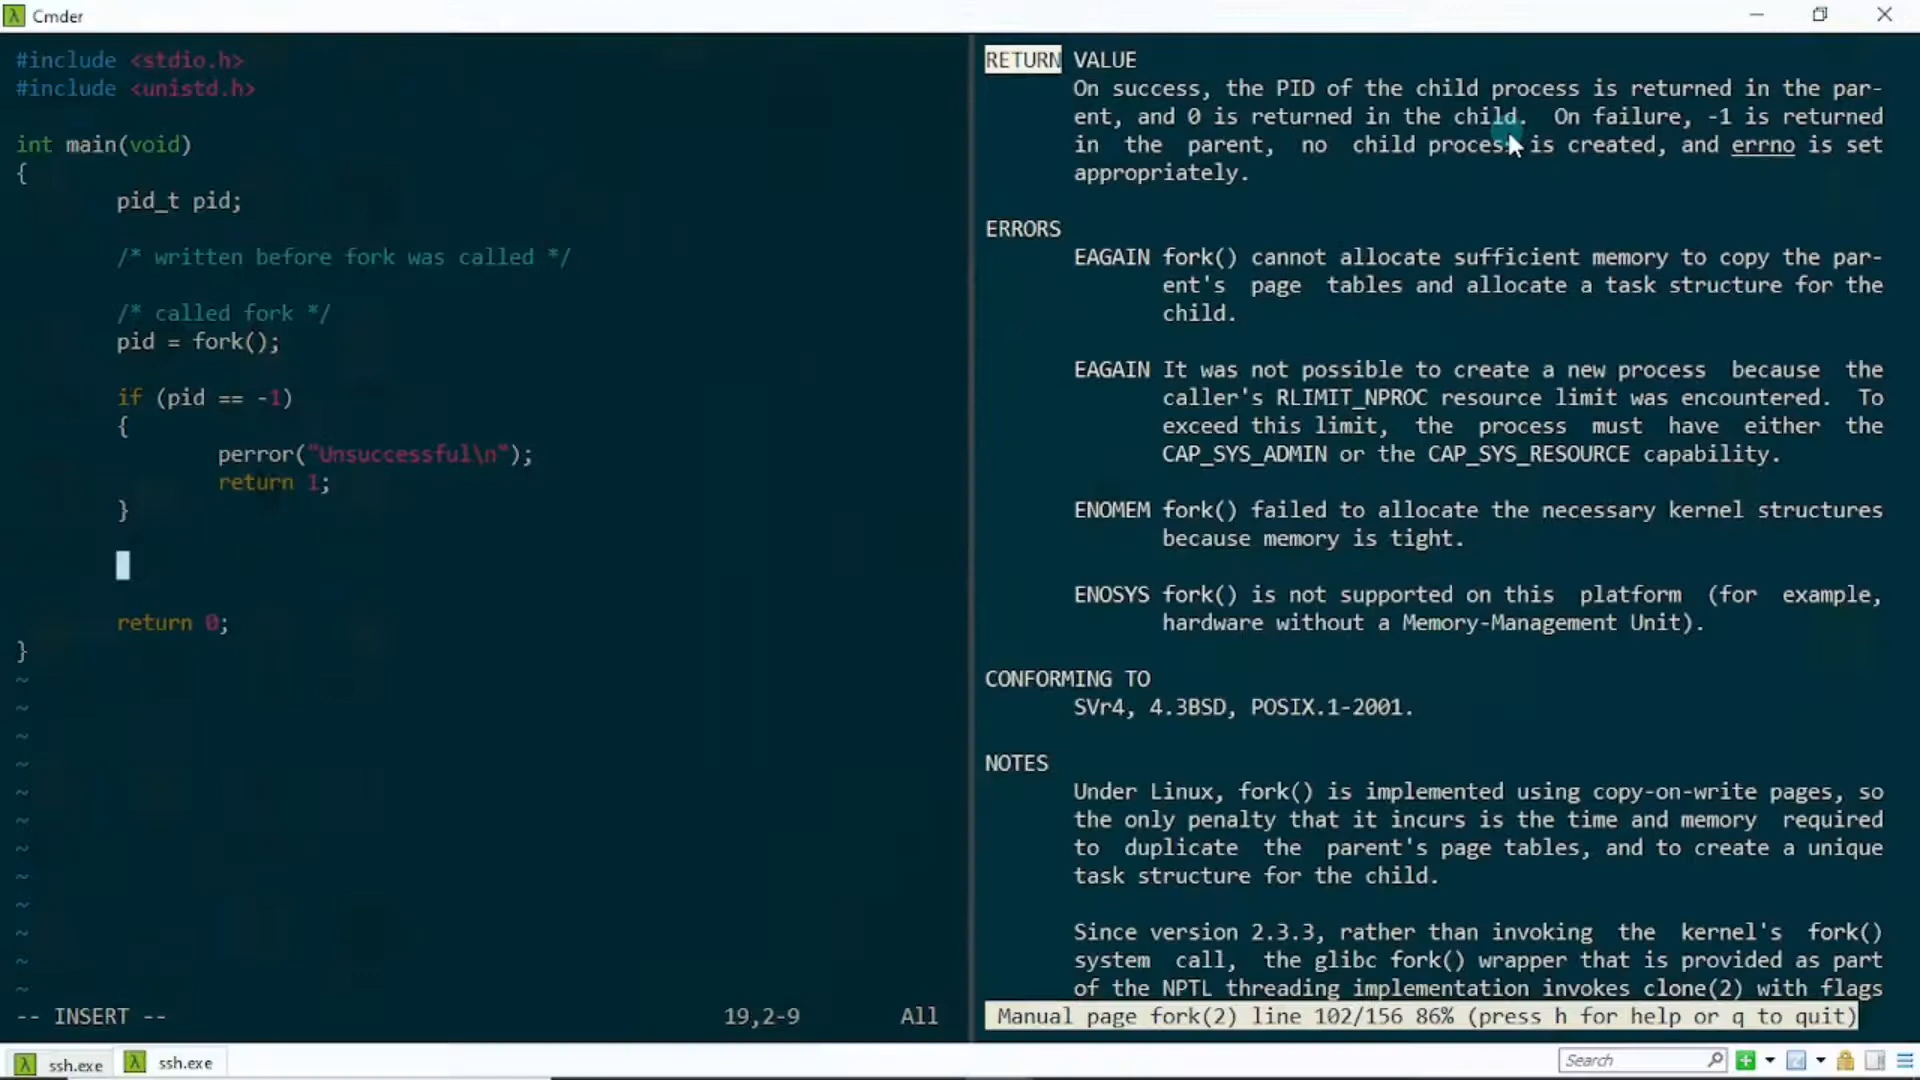 Cmder
#include <stdio.h>
#include <unistd.h>
int main(void)
{
pid_t pid;
/* written before fork was called */
/* called fork */
pid = fork();
if (pid == -1)
{
perror("Unsuccessful\n");
return 1;
}
return 0;
}
~
~
~
~
~
~
~
~
~
~
~
~
-- INSERT -- 19,2-9 All
RETURN VALUE
On success, the PID of the child process is returned in the par-
ent, and 0 is returned in the child. On failure, -1 is returned
in the parent, no child process is created, and errno is set
appropriately.
ERRORS
EAGAIN fork() cannot allocate sufficient memory to copy the par-
ent's page tables and allocate a task structure for the
child.
EAGAIN It was not possible to create a new process because the
caller's RLIMIT_NPROC resource limit was encountered. To
exceed this limit, the process must have either the
CAP_SYS_ADMIN or the CAP_SYS_RESOURCE capability.
ENOMEM fork() failed to allocate the necessary kernel structures
because memory is tight.
ENOSYS fork() is not supported on this platform (for example,
hardware without a Memory-Management Unit).
CONFORMING TO
SVr4, 4.3BSD, POSIX.1-2001.
NOTES
Under Linux, fork() is implemented using copy-on-write pages, so
the only penalty that it incurs is the time and memory required
to duplicate the parent's page tables, and to create a unique
task structure for the child.
Since version 2.3.3, rather than invoking the kernel's fork()
system call, the glibc fork() wrapper that is provided as part
of the NPTL threading implementation invokes clone(2) with flags
Manual page fork(2) line 102/156 86% (press h for help or q to quit)
ssh.exe
ssh.exe
Search